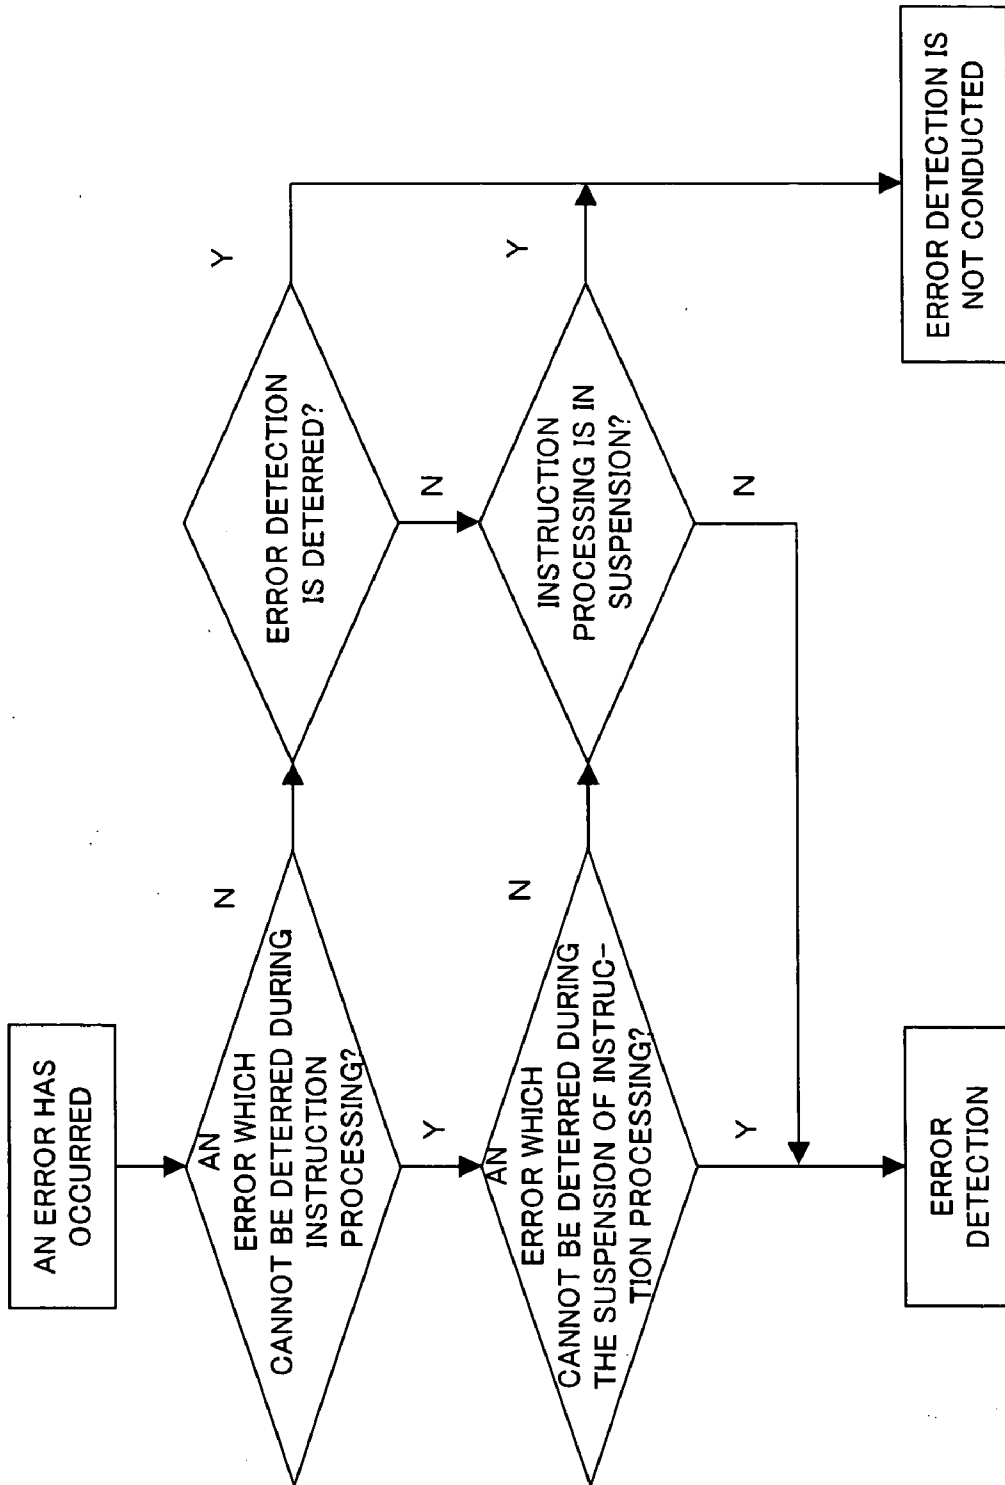 AN ERROR HAS
OCCURRED
AN
ERROR WHICH
CANNOT BE DETERRED DURING
INSTRUCTION
PROCESSING?
N
Y
ERROR DETECTION
IS DETERRED?
Y
N
AN
ERROR WHICH
CANNOT BE DETERRED DURING
THE SUSPENSION OF INSTRUC-
TION PROCESSING?
N
Y
INSTRUCTION
PROCESSING IS IN
SUSPENSION?
Y
N
ERROR
DETECTION
ERROR DETECTION IS
NOT CONDUCTED